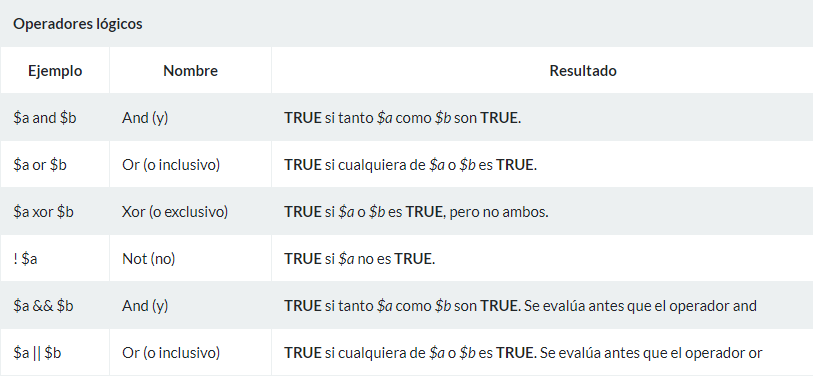 Operadores lógicos
Ejemplo Nombre Resultado
$a and $b And (y) TRUE si tanto $a como $b son TRUE.
$a or $b Or (o inclusivo) TRUE si cualquiera de $a o $b es TRUE.
$a xor $b Xor (o exclusivo) TRUE si $a o $b es TRUE, pero no ambos.
! $a Not (no) TRUE si $a no es TRUE.
$a && $b And (y) TRUE si tanto $a como $b son TRUE. Se evalúa antes que el operador and
$a || $b Or (o inclusivo) TRUE si cualquiera de $a o $b es TRUE. Se evalúa antes que el operador or